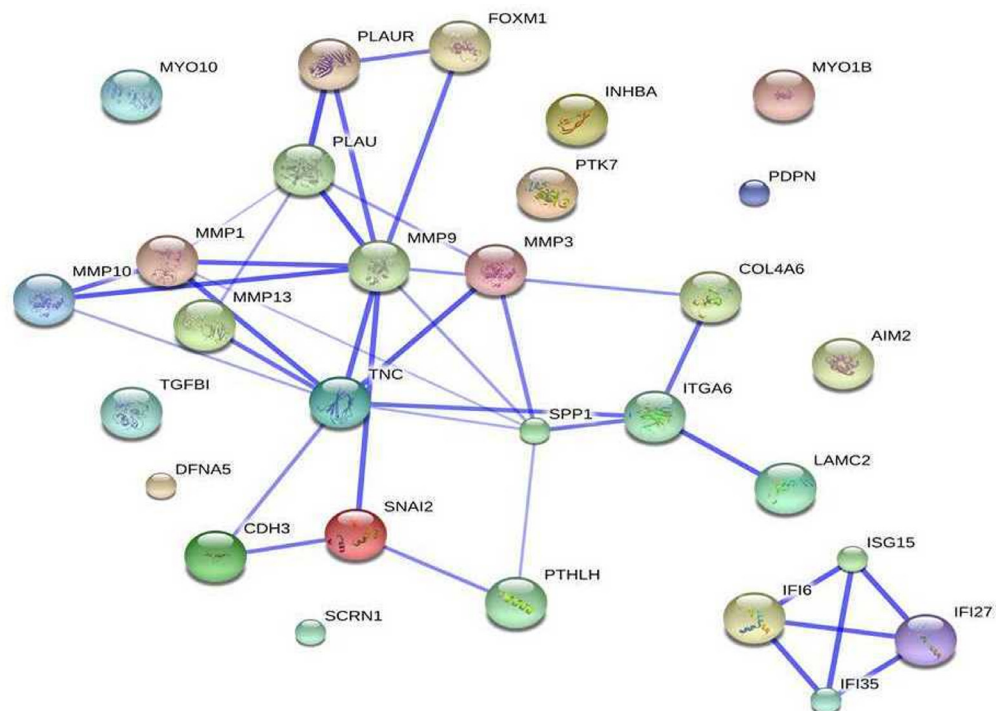 FOXM1
PLAUR
MYO10
MYO1B
INHBA
PLAU
PTK7
PDPN
MMP1
MMP9
MMP3
MMP10
COL4A6
MMP13
AIM2
TNC
TGFBI
ITGA6
SPP1
DFNA5
LAMC2
SNAI2
CDH3
ISG15
PTHLH
IFI6
SCRN1
IFI27
IFI35